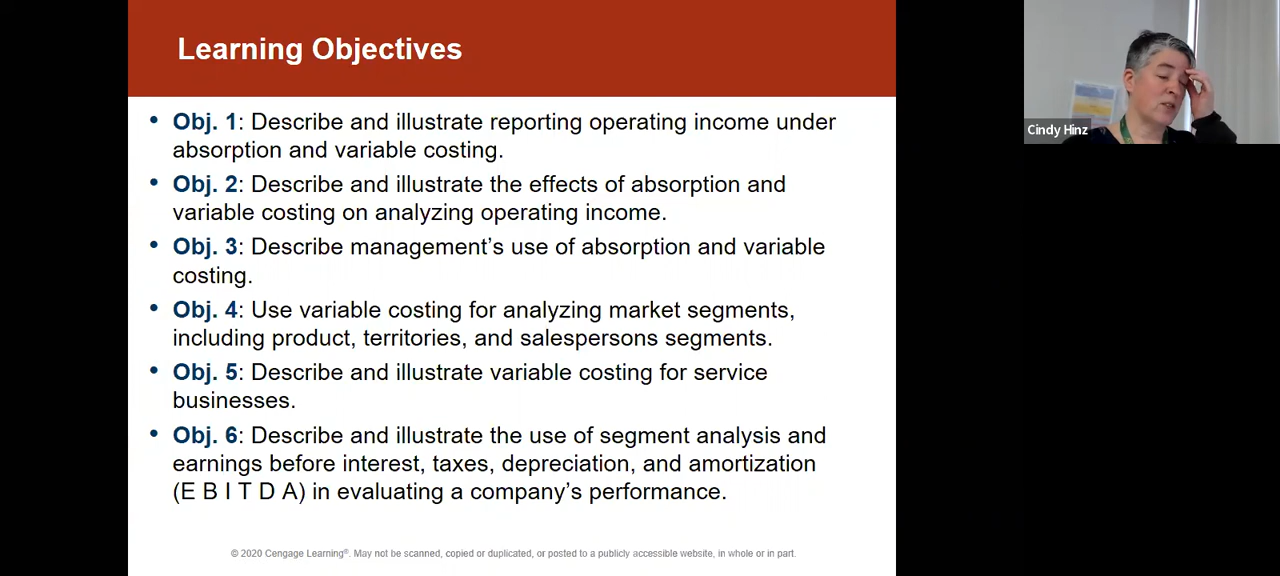 Learning Objectives
• Obj. 1: Describe and illustrate reporting operating income under
absorption and variable costing.
• Obj. 2: Describe and illustrate the effects of absorption and
variable costing on analyzing operating income.
• Obj. 3: Describe management’s use of absorption and variable
costing.
• Obj. 4: Use variable costing for analyzing market segments,
including product, territories, and salespersons segments.
• Obj. 5: Describe and illustrate variable costing for service
businesses.
• Obj. 6: Describe and illustrate the use of segment analysis and
earnings before interest, taxes, depreciation, and amortization
(E B I T D A) in evaluating a company’s performance.
© 2020 Cengage Learning®. May not be scanned, copied or duplicated, or posted to a publicly accessible website, in whole or in part.
Cindy Hinz